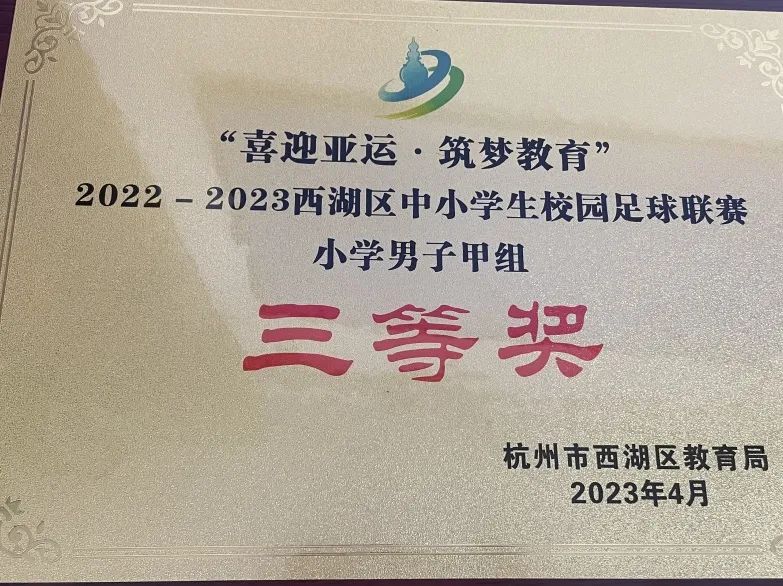 “喜迎亚运·筑梦教育”
2022-2023西湖区中小学生校园足球联赛
小学男子甲组
三等奖
杭州市西湖区教育局
2023年4月